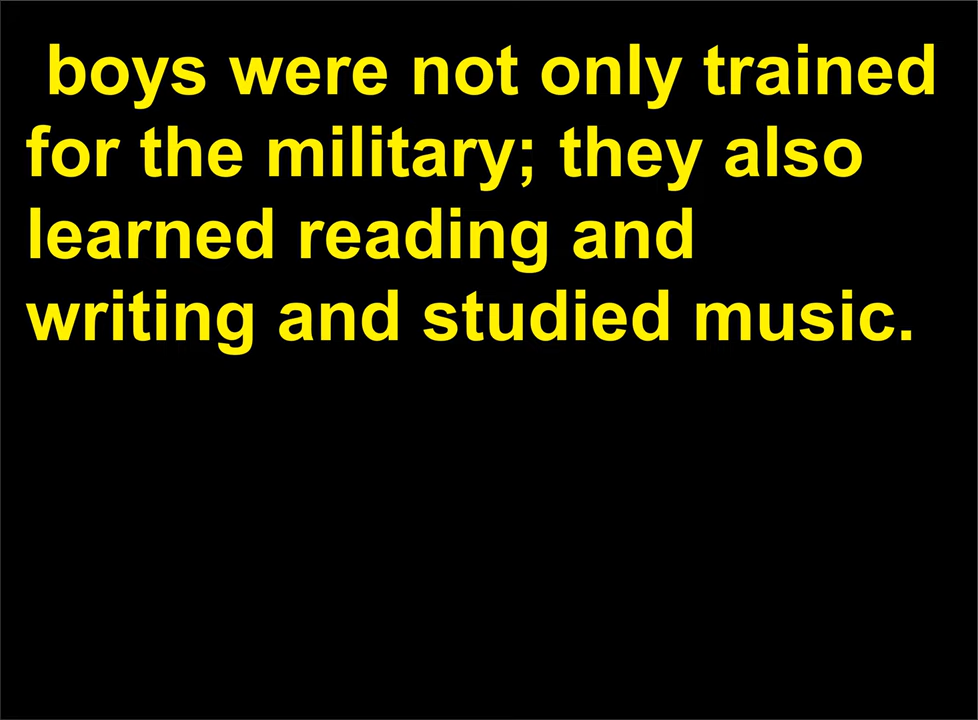 boys were not only trained
for the military; they also
learned reading and
writing and studied music.